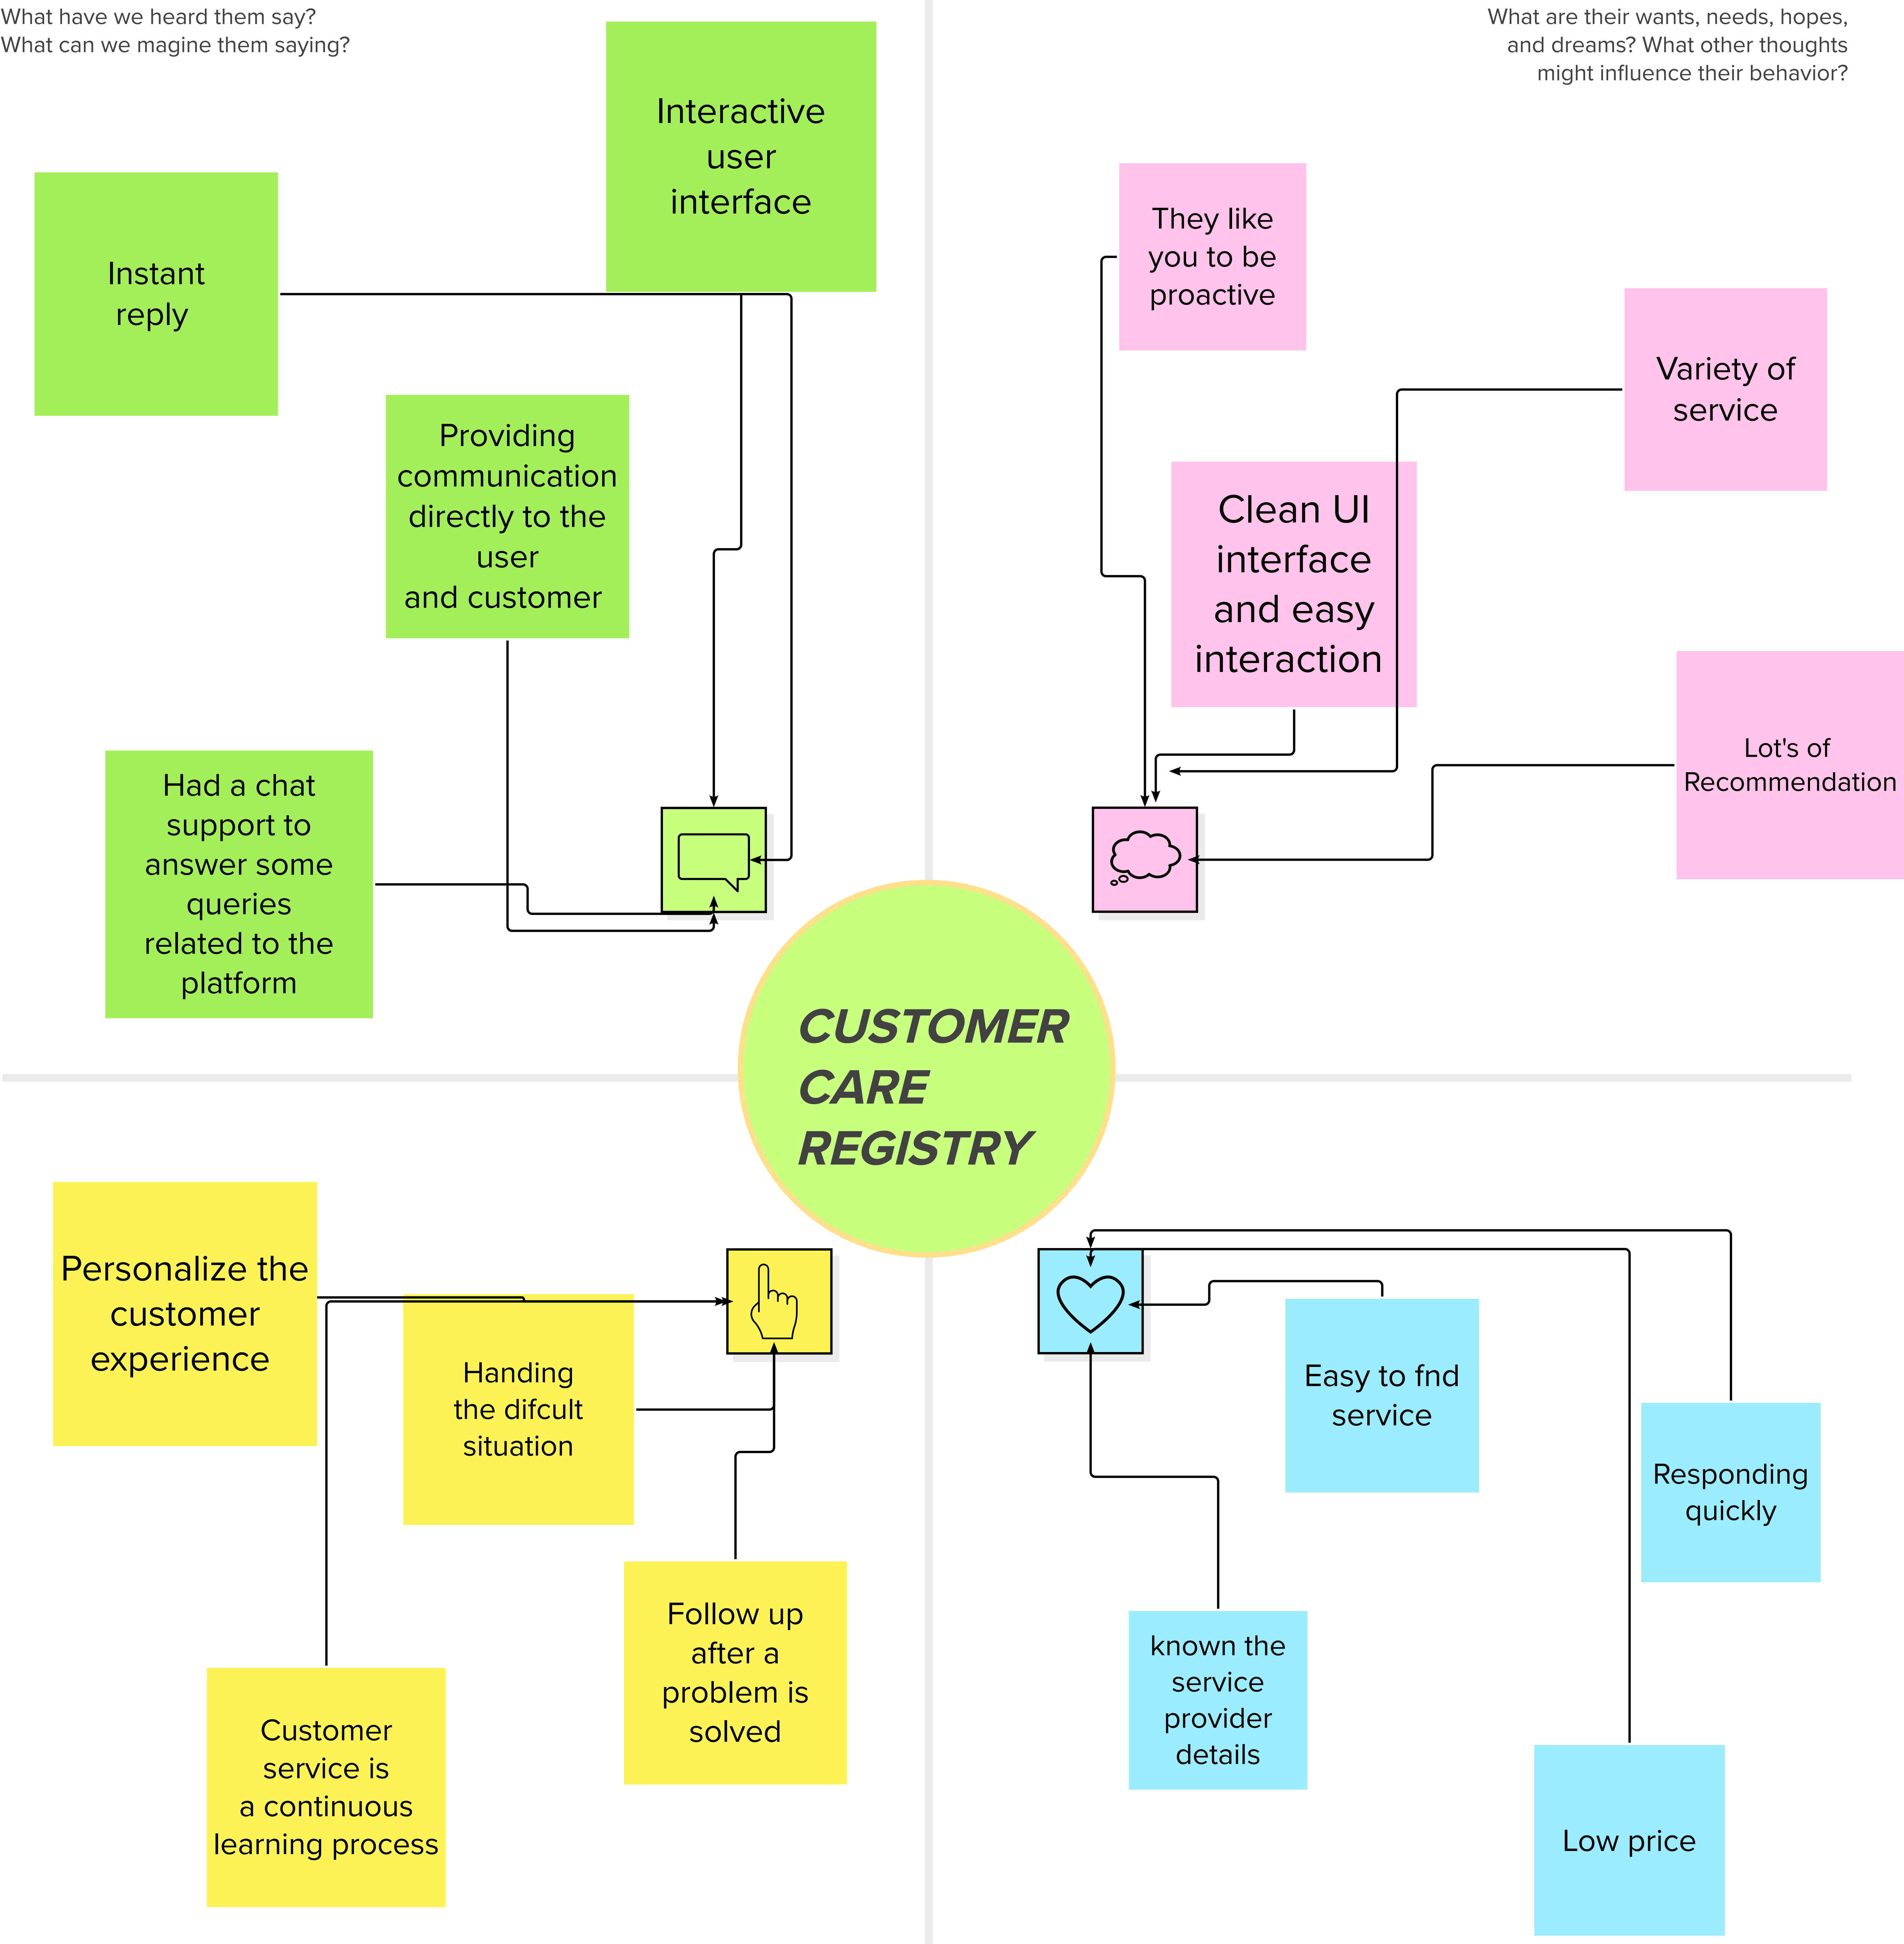 What have we heard them say?
What can we magine them saying?
What are their wants, needs, hopes,
and dreams? What other thoughts
might influence their behavior?
Interactive
user
interface
Instant
reply
Providing
communication
directly to the
user
and customer
Had a chat
support to
answer some
queries
related to the
platform
They like
you to be
proactive
Variety of
service
Clean UI
interface
and easy
interaction
Lot's of
Recommendation
CUSTOMER
CARE
REGISTRY
Personalize the
customer
experience
Handing
the difcult
situation
Follow up
after a
problem is
solved
Customer
service is
a continuous
learning process
Easy to fnd
service
Responding
quickly
known the
service
provider
details
Low price